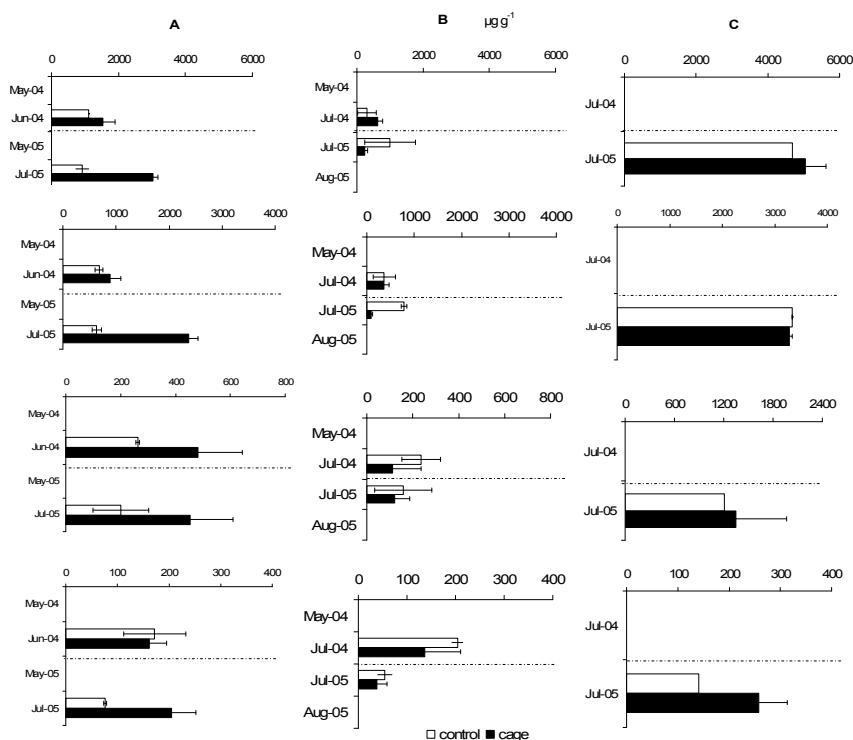 A
B
µg g-1
C
0 2000 4000 6000
May-04
Jun-04
May-05
Jul-05
0 2000 4000 6000
May-04
Jul-04
Jul-05
Aug-05
0 2000 4000 6000
Jul-04
Jul-05
0 1000 2000 3000 4000
May-04
Jun-04
May-05
Jul-05
0 1000 2000 3000 4000
May-04
Jul-04
Jul-05
Aug-05
0 1000 2000 3000 4000
Jul-04
Jul-05
0 200 400 600 800
May-04
Jun-04
May-05
Jul-05
0 200 400 600 800
May-04
Jul-04
Jul-05
Aug-05
0 600 1200 1800 2400
Jul-04
Jul-05
0 100 200 300 400
May-04
Jun-04
May-05
Jul-05
0 100 200 300 400
May-04
Jul-04
Jul-05
Aug-05
0 100 200 300 400
Jul-04
Jul-05
control cage